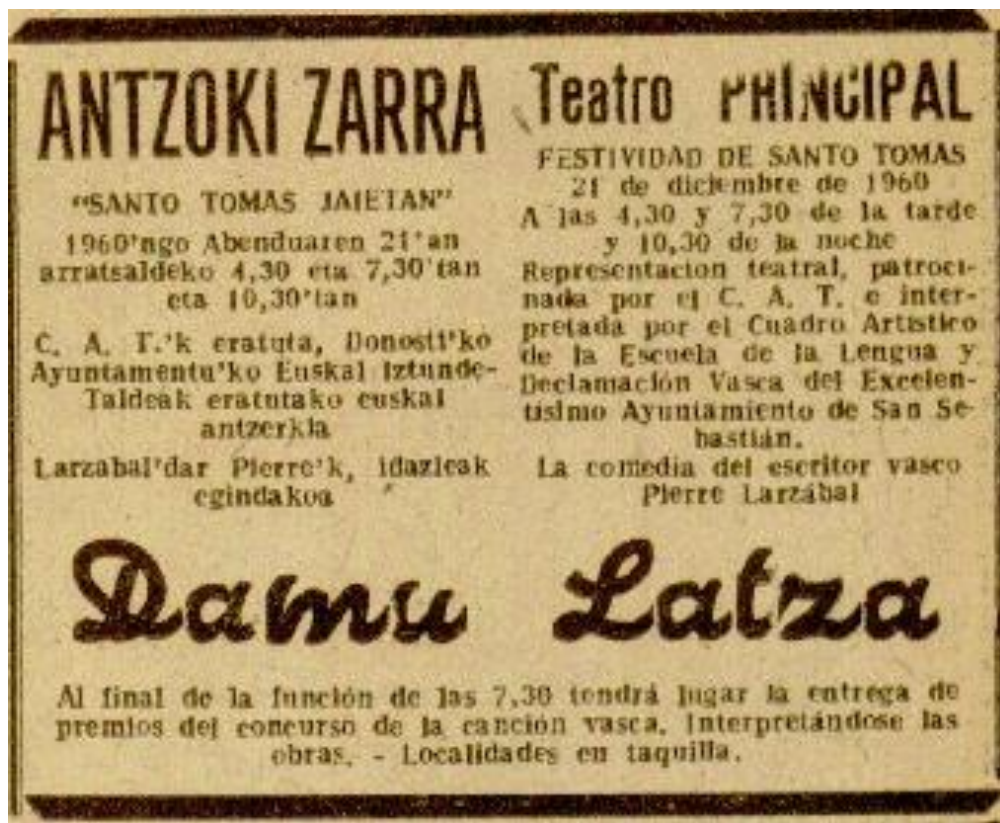 ANTZOKI ZARRA
"SANTO TOMAS JAIETAN"
1960'ngo Abenduaren 21'an
arratsaldeko 4,30 eta 7,30'tan
eta 10,30'tan
C. A. T.'k eratuta, Donosti'ko
Ayuntamentu'ko Euskal Iztunde-
Taldeak eratutako euskal
antzerkia
Larzabal'dar Pierre'k, idazleak
egindakoa
Teatro PRINCIPAL
FESTIVIDAD DE SANTO TOMAS
21 de diciembre de 1960
A las 4,30 y 7,30 de la tarde
y 10,30 de la noche
Representacion teatral, patroci-
nada por el C. A. T. e inter-
pretada por el Cuadro Artístico
de la Escuela de la Lengua y
Declamación Vasca del Excelen-
tisimo Ayuntamiento de San Se-
bastián.
La comedia del escritor vasco
Pierre Larzábal
Damu Latza
Al final de la función de las 7,30 tendrá lugar la entrega de
premios del concurso de la canción vasca. Interpretándose las
obras. - Localidades en taquilla.